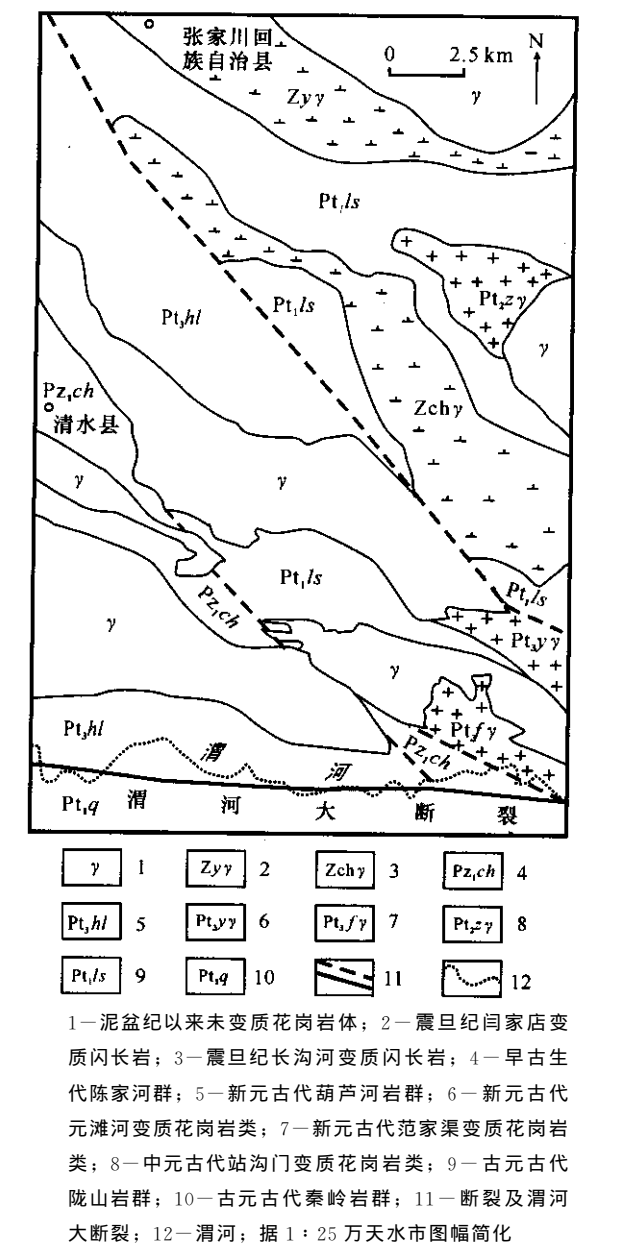 张家川回
族自治县
0 2.5 km
N
Zyγ
γ
Pt₁ls
Pt₂zγ
Pt₃hl
Pt₁ls
γ
Pz₁ch
清水县
Zchγ
γ
γ
Pt₁ls
Pt₁ls
Pz₁ch
γ
Pt₃yγ
γ
Pt₃fγ
Pt₃hl
渭
河
Pz₁ch
Pt₁q
渭 河 大 断 裂
γ 1 Zyγ 2 Zchγ 3 Pz₁ch 4
Pt₃hl 5 Pt₃yγ 6 Pt₃fγ 7 Pt₂zγ 8
Pt₁ls 9 Pt₁q 10 11 12
1—泥盆纪以来未变质花岗岩体；2—震旦纪闫家店变
质闪长岩；3—震旦纪长沟河变质闪长岩；4—早古生
代陈家河群；5—新元古代葫芦河岩群；6—新元古代
元滩河变质花岗岩类；7—新元古代范家渠变质花岗岩
类；8—中元古代站沟门变质花岗岩类；9—古元古代
陇山岩群；10—古元古代秦岭岩群；11—断裂及渭河
大断裂；12—渭河；据 1∶25 万天水市图幅简化